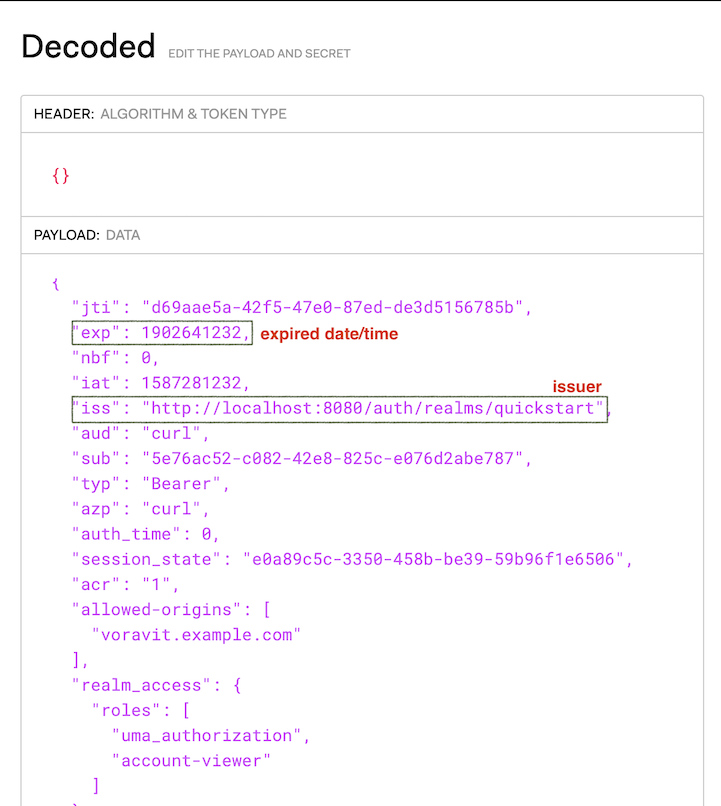 Decoded EDIT THE PAYLOAD AND SECRET
HEADER: ALGORITHM & TOKEN TYPE
{}
PAYLOAD: DATA
{
"jti": "d69aae5a-42f5-47e0-87ed-de3d5156785b",
"exp": 1902641232, expired date/time
"nbf": 0,
"iat": 1587281232,
issuer
"iss": "http://localhost:8080/auth/realms/quickstart",
"aud": "curl",
"sub": "5e76ac52-c082-42e8-825c-e076d2abe787",
"typ": "Bearer",
"azp": "curl",
"auth_time": 0,
"session_state": "e0a89c5c-3350-458b-be39-59b96f1e6506",
"acr": "1",
"allowed-origins": [
"voravit.example.com"
],
"realm_access": {
"roles": [
"uma_authorization",
"account-viewer"
]